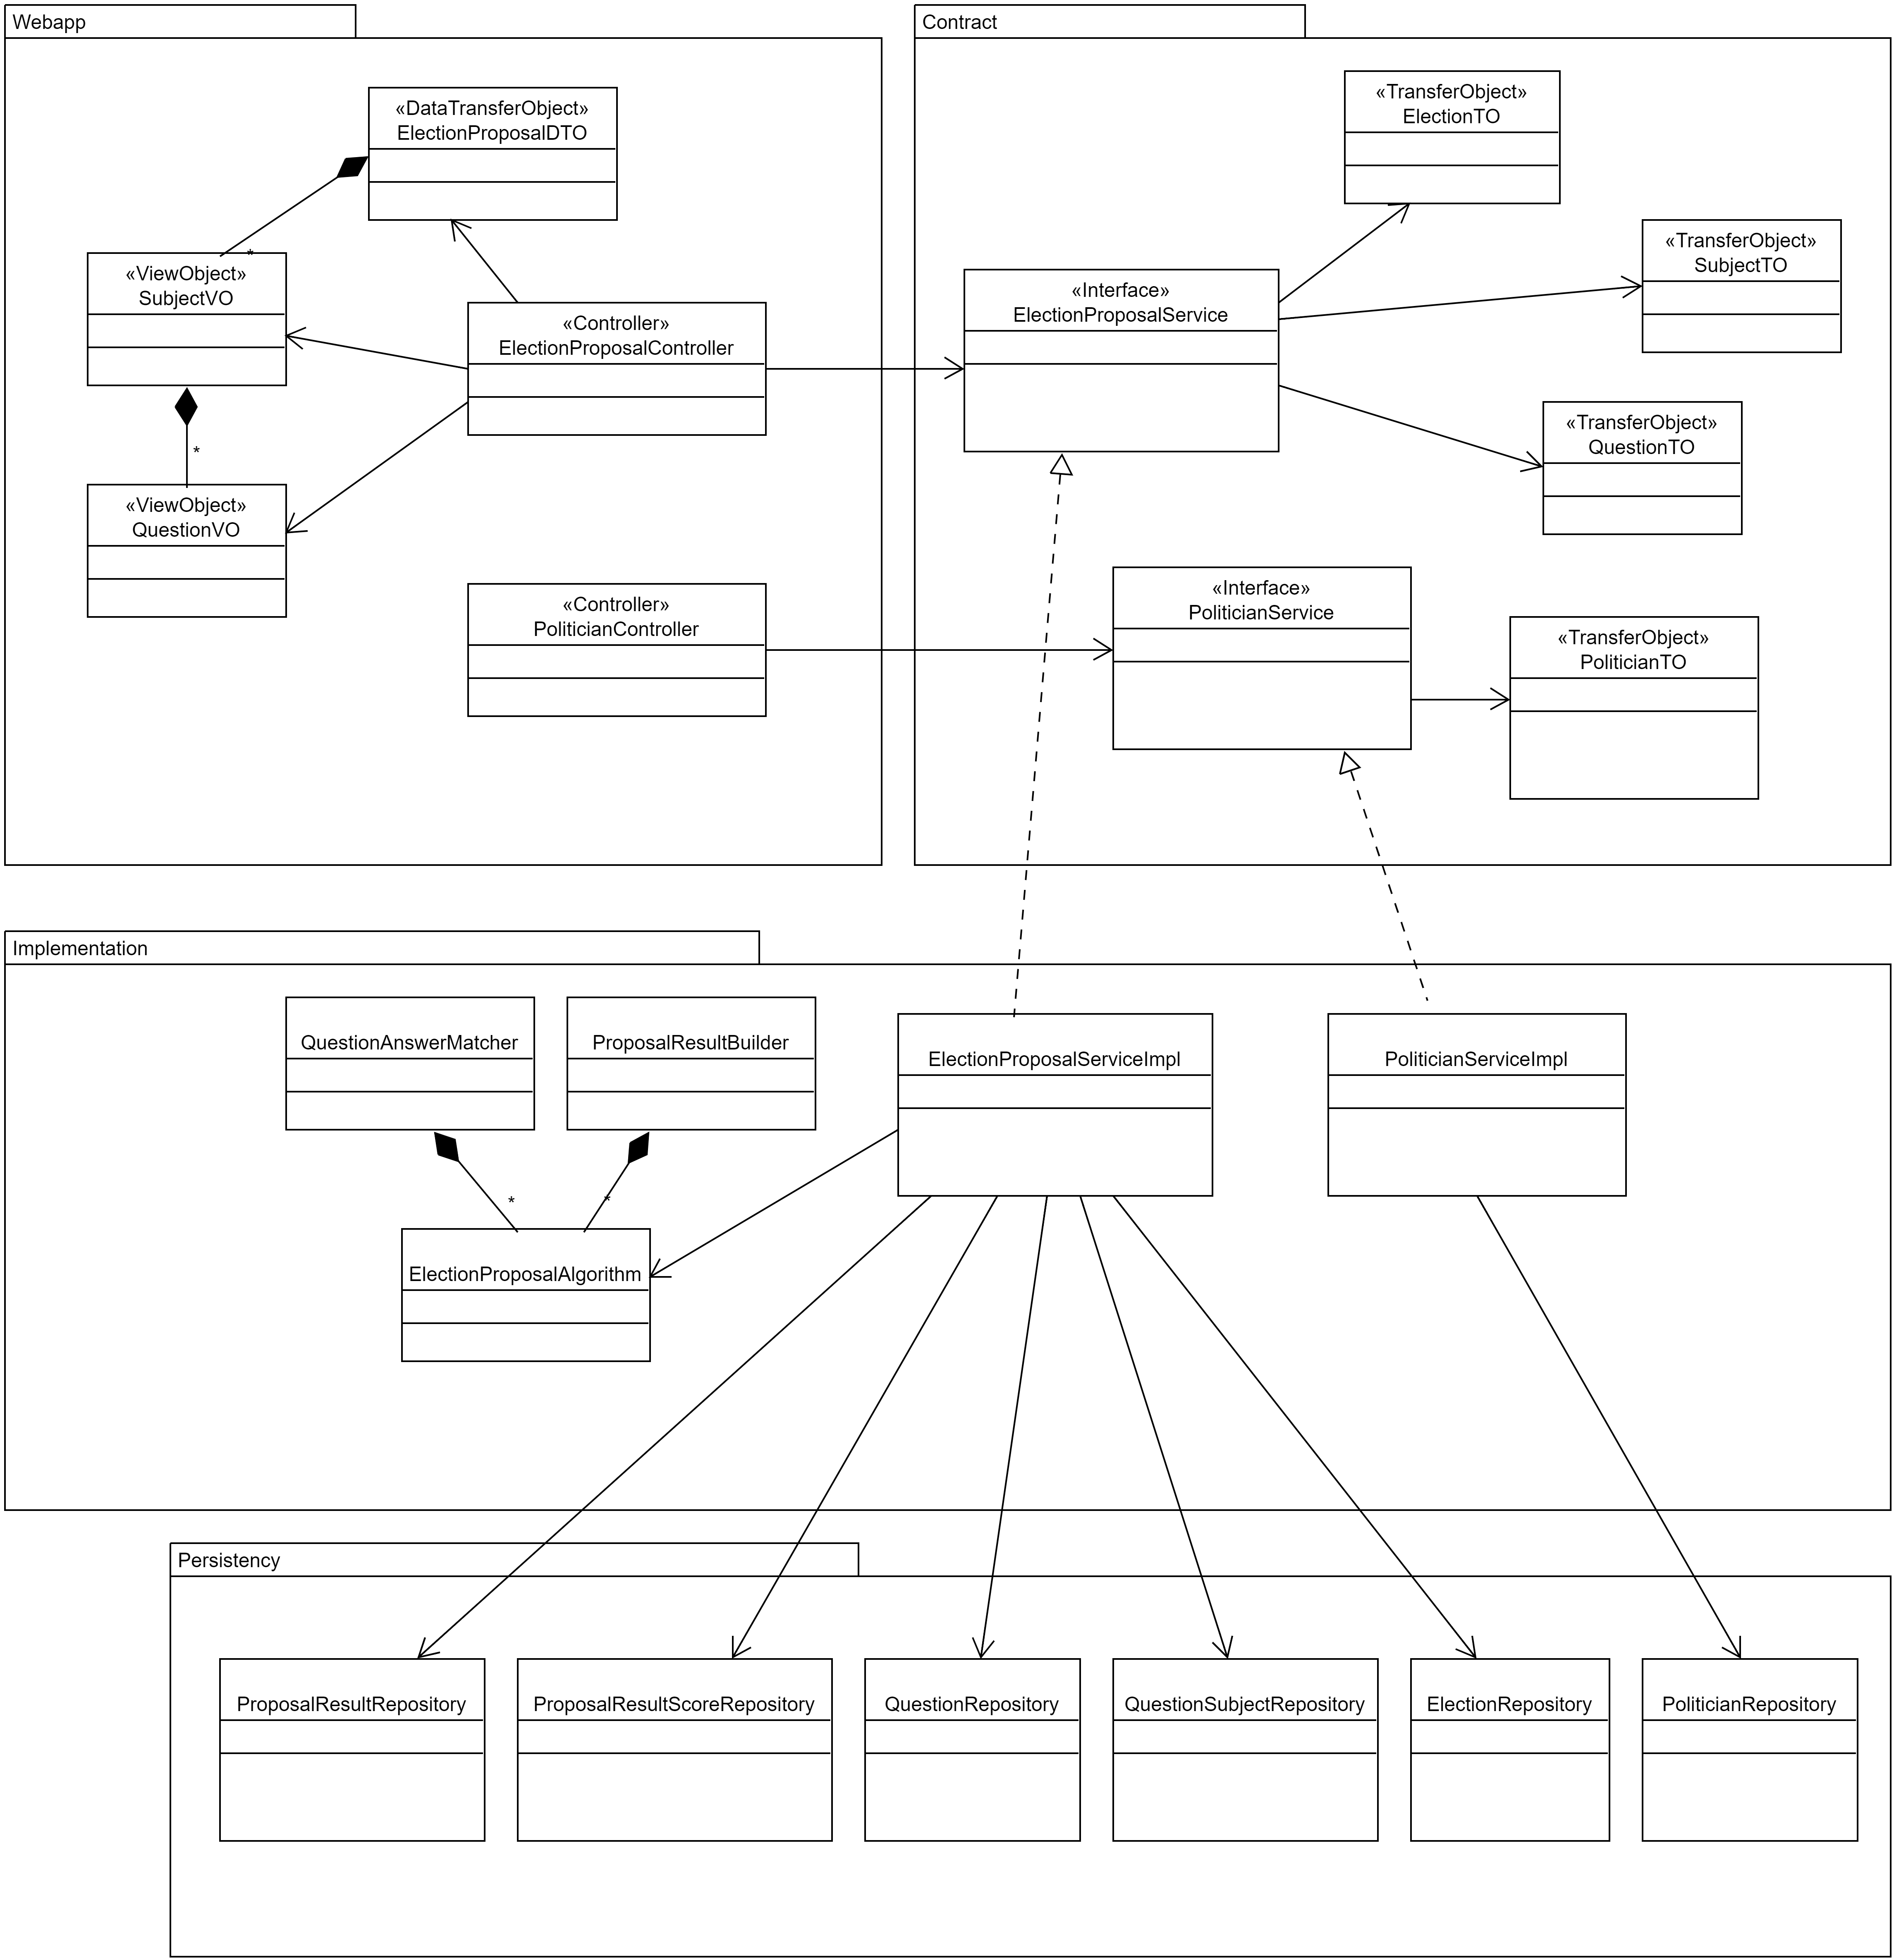 Webapp
«DataTransferObject»
ElectionProposalDTO
*
«ViewObject»
SubjectVO
«Controller»
ElectionProposalController
*
«ViewObject»
QuestionVO
«Controller»
PoliticianController
Contract
«TransferObject»
ElectionTO
«TransferObject»
SubjectTO
«Interface»
ElectionProposalService
«TransferObject»
QuestionTO
«Interface»
PoliticianService
«TransferObject»
PoliticianTO
Implementation
QuestionAnswerMatcher
ProposalResultBuilder
ElectionProposalServiceImpl
PoliticianServiceImpl
*
*
ElectionProposalAlgorithm
Persistency
ProposalResultRepository
ProposalResultScoreRepository
QuestionRepository
QuestionSubjectRepository
ElectionRepository
PoliticianRepository